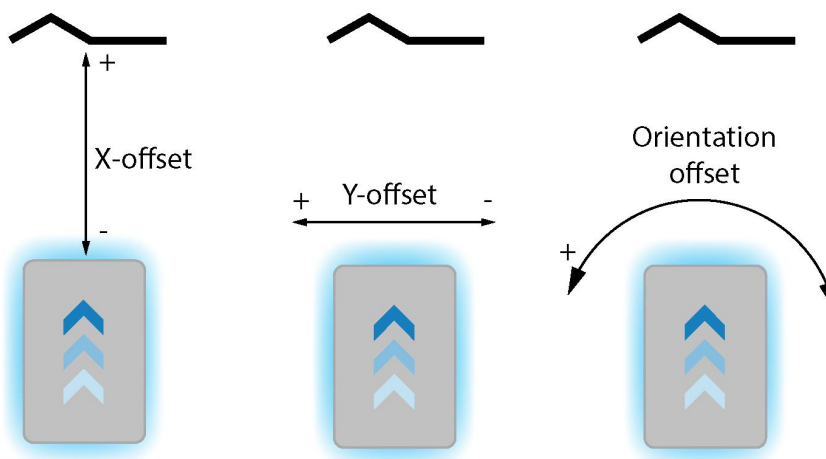 +
X-offset
-
+ Y-offset -
Orientation
offset
+